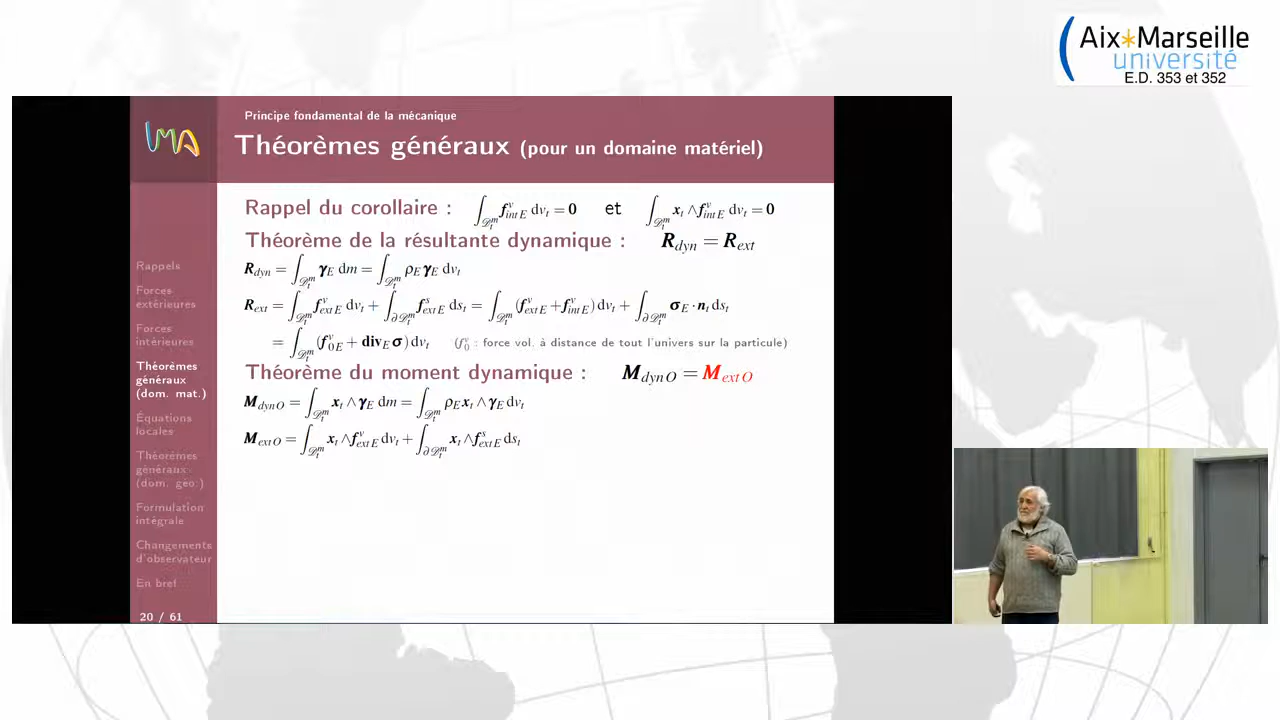 Aix*Marseille
université
E.D. 353 et 352
LMA
Principe fondamental de la mécanique
Théorèmes généraux (pour un domaine matériel)
Rappel du corollaire : ∫_{𝒟_t^m} f^v_{int E} dv_t = 0 et ∫_{𝒟_t^m} x_t ∧ f^v_{int E} dv_t = 0
Théorème de la résultante dynamique : R_{dyn} = R_{ext}
R_{dyn} = ∫_{𝒟_t^m} γ_E dm = ∫_{𝒟_t^m} ρ_E γ_E dv_t
R_{ext} = ∫_{𝒟_t^m} f^v_{ext E} dv_t + ∫_{∂𝒟_t^m} f^s_{ext E} ds_t = ∫_{𝒟_t^m} (f^v_{ext E} + f^v_{int E}) dv_t + ∫_{∂𝒟_t^m} σ_E · n_t ds_t
= ∫_{𝒟_t^m} (f^v_{0 E} + div_E σ) dv_t (f^v_0 : force vol. à distance de tout l'univers sur la particule)
Théorème du moment dynamique : M_{dyn O} = M_{ext O}
M_{dyn O} = ∫_{𝒟_t^m} x_t ∧ γ_E dm = ∫_{𝒟_t^m} ρ_E x_t ∧ γ_E dv_t
M_{ext O} = ∫_{𝒟_t^m} x_t ∧ f^v_{ext E} dv_t + ∫_{∂𝒟_t^m} x_t ∧ f^s_{ext E} ds_t
Rappels
Forces
extérieures
Forces
intérieures
Théorèmes
généraux
(dom. mat.)
Équations
locales
Théorèmes
généraux
(dom. géo.)
Formulation
intégrale
Changements
d'observateur
En bref
20 / 61